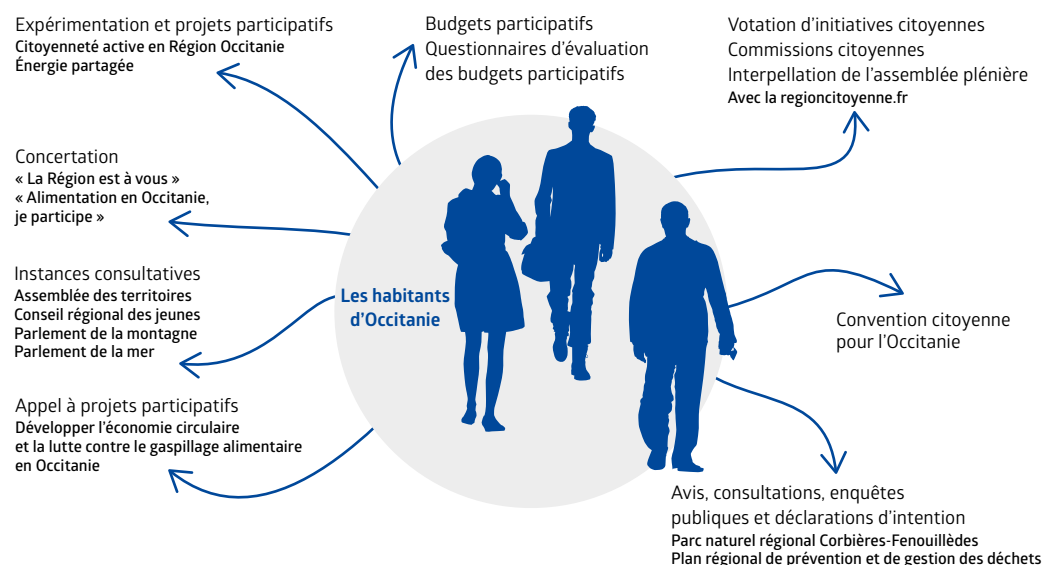 Expérimentation et projets participatifs
Citoyenneté active en Région Occitanie
Énergie partagée
Budgets participatifs
Questionnaires d'évaluation
des budgets participatifs
Votation d'initiatives citoyennes
Commissions citoyennes
Interpellation de l'assemblée plénière
Avec la regioncitoyenne.fr
Concertation
« La Région est à vous »
« Alimentation en Occitanie,
je participe »
Instances consultatives
Assemblée des territoires
Conseil régional des jeunes
Parlement de la montagne
Parlement de la mer
Les habitants
d'Occitanie
Convention citoyenne
pour l'Occitanie
Appel à projets participatifs
Développer l'économie circulaire
et la lutte contre le gaspillage alimentaire
en Occitanie
Avis, consultations, enquêtes
publiques et déclarations d'intention
Parc naturel régional Corbières-Fenouillèdes
Plan régional de prévention et de gestion des déchets